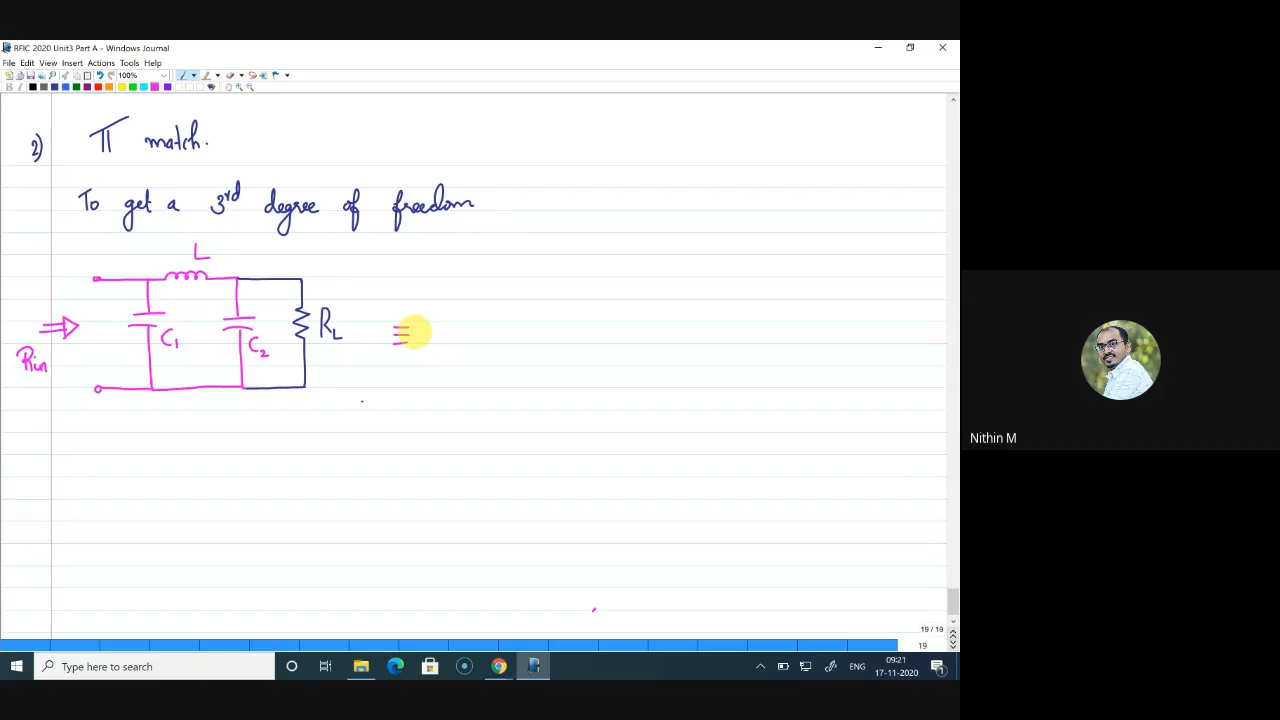 RFIC 2020 Unit3 Part A - Windows Journal
File Edit View Insert Actions Tools Help
100%
B I
2) π match.
To get a 3rd degree of freedom
L
Rin
C1
C2
RL
≡
Nithin M
19 / 19
19
Type here to search
ENG
09:21
17-11-2020
1